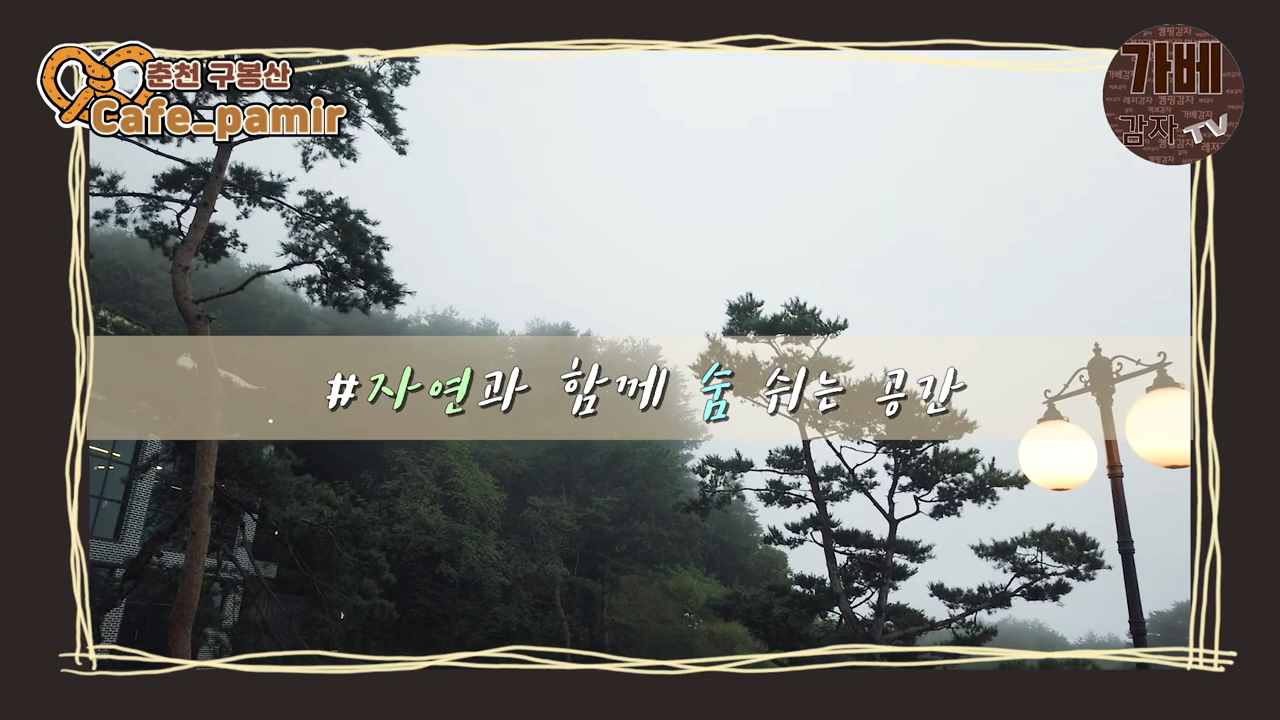 춘천 구봉산
Cafe_pamir
가베
감자 TV
#자연과 함께 숨 쉬는 공간